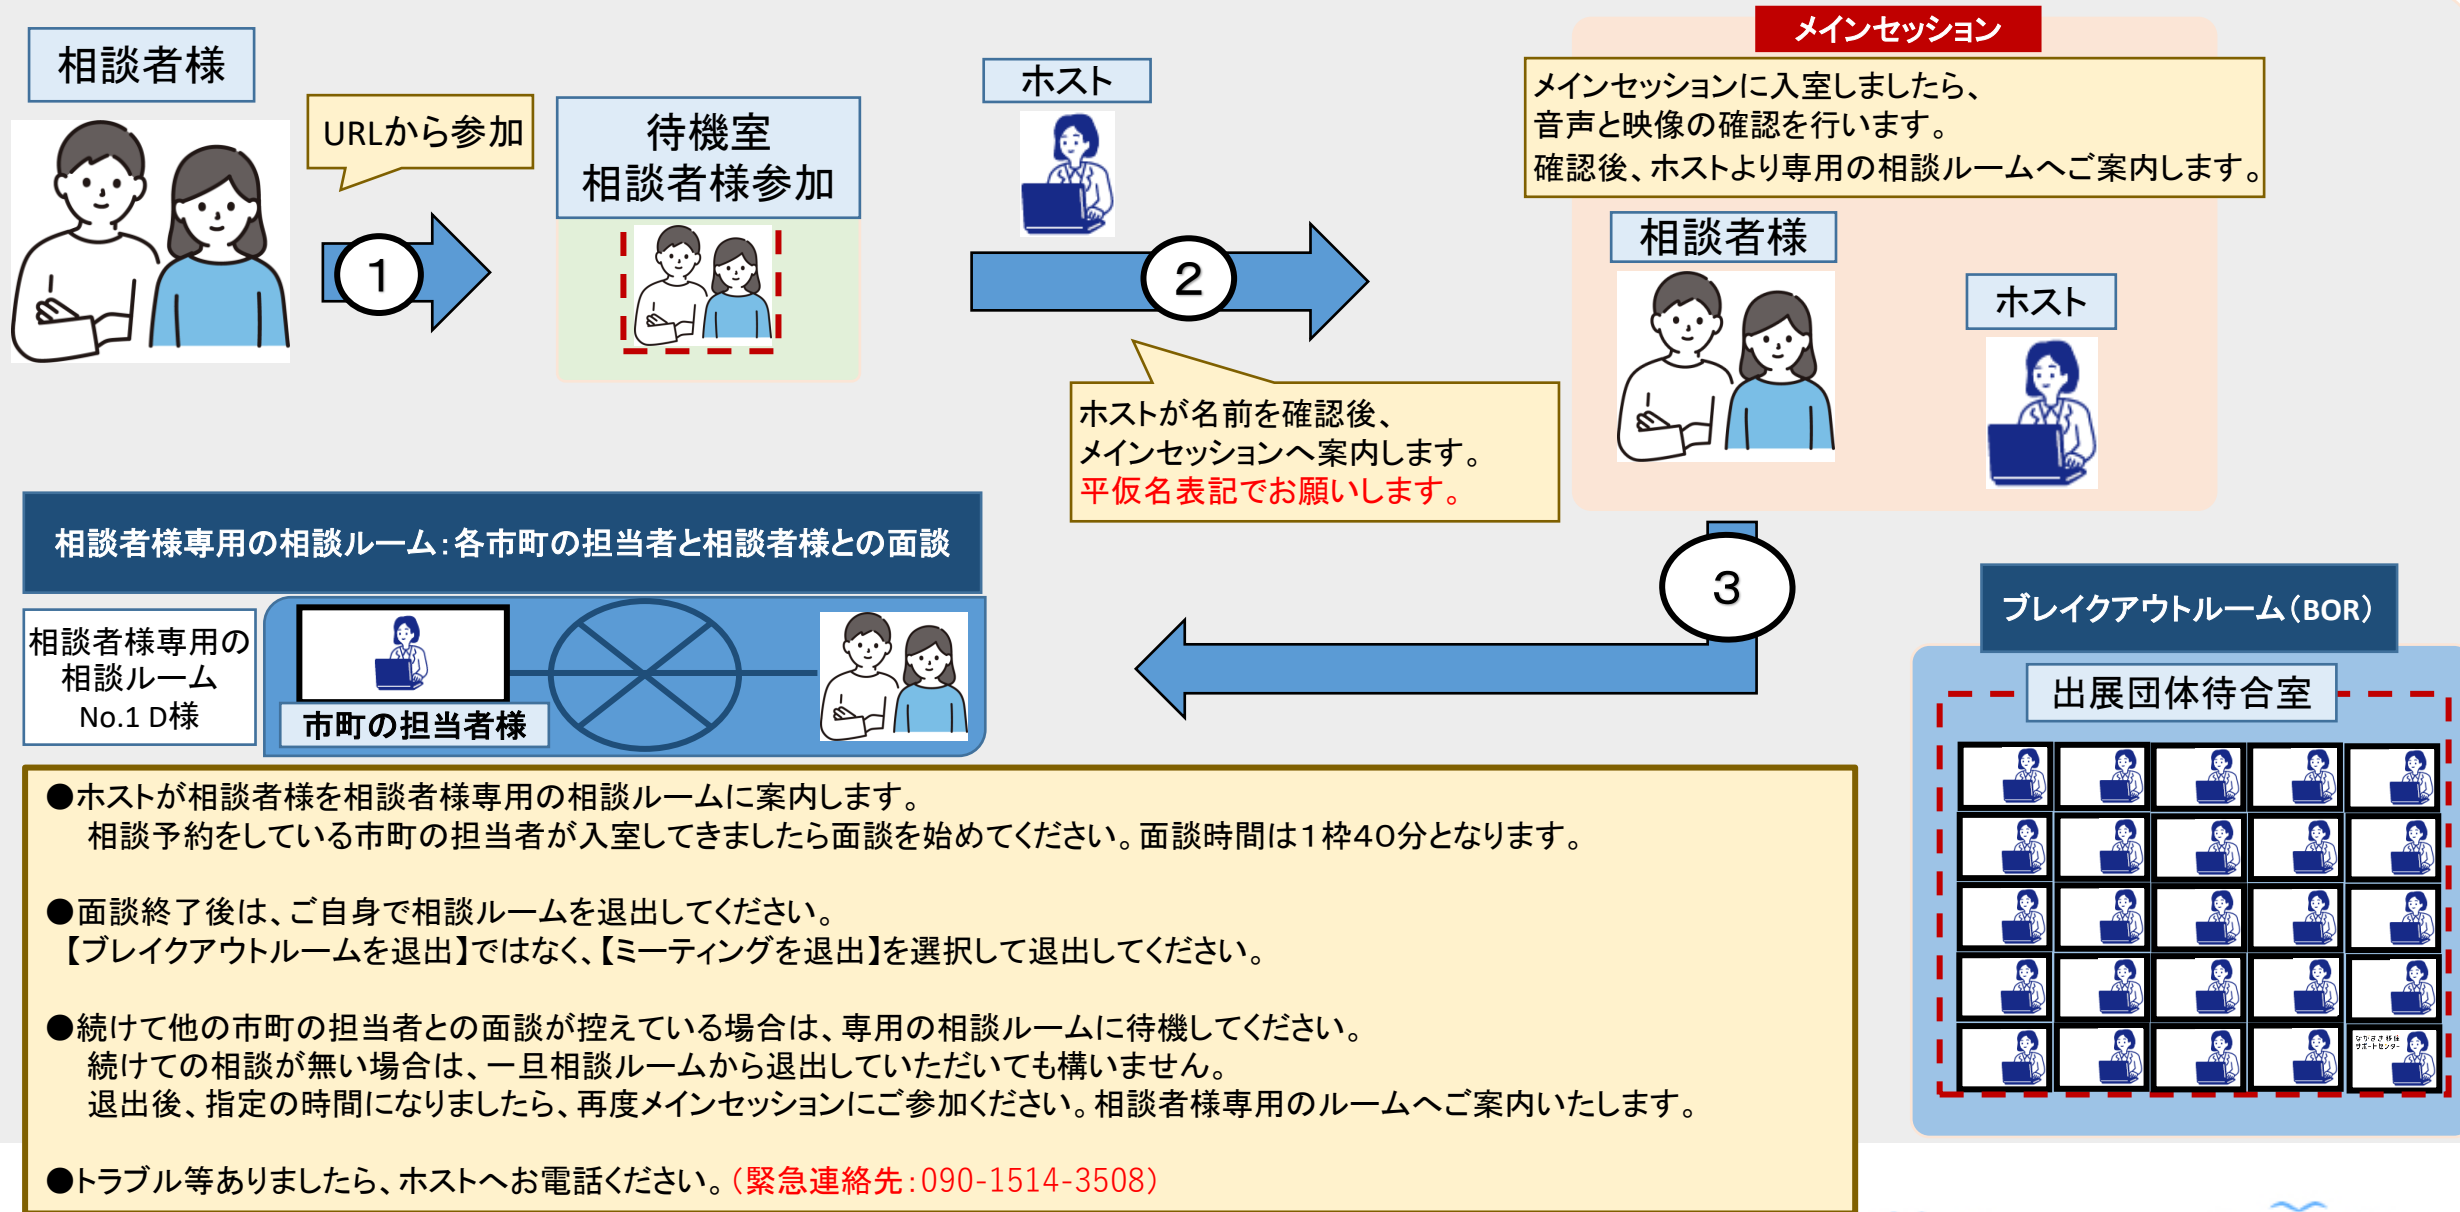 相談者様
URLから参加
1
待機室
相談者様参加
ホスト
2
ホストが名前を確認後、
メインセッションへ案内します。
平仮名表記でお願いします。
メインセッション
メインセッションに入室しましたら、
音声と映像の確認を行います。
確認後、ホストより専用の相談ルームへご案内します。
相談者様
ホスト
3
相談者様専用の相談ルーム：各市町の担当者と相談者様との面談
相談者様専用の
相談ルーム
No.1 D様
市町の担当者様
ブレイクアウトルーム（BOR）
出展団体待合室
ながさき移住
サポートセンター
●ホストが相談者様を相談者様専用の相談ルームに案内します。
相談予約をしている市町の担当者が入室してきましたら面談を始めてください。面談時間は１枠４０分となります。
●面談終了後は、ご自身で相談ルームを退出してください。
【ブレイクアウトルームを退出】ではなく、【ミーティングを退出】を選択して退出してください。
●続けて他の市町の担当者との面談が控えている場合は、専用の相談ルームに待機してください。
続けての相談が無い場合は、一旦相談ルームから退出していただいても構いません。
退出後、指定の時間になりましたら、再度メインセッションにご参加ください。相談者様専用のルームへご案内いたします。
●トラブル等ありましたら、ホストへお電話ください。（緊急連絡先：090-1514-3508）